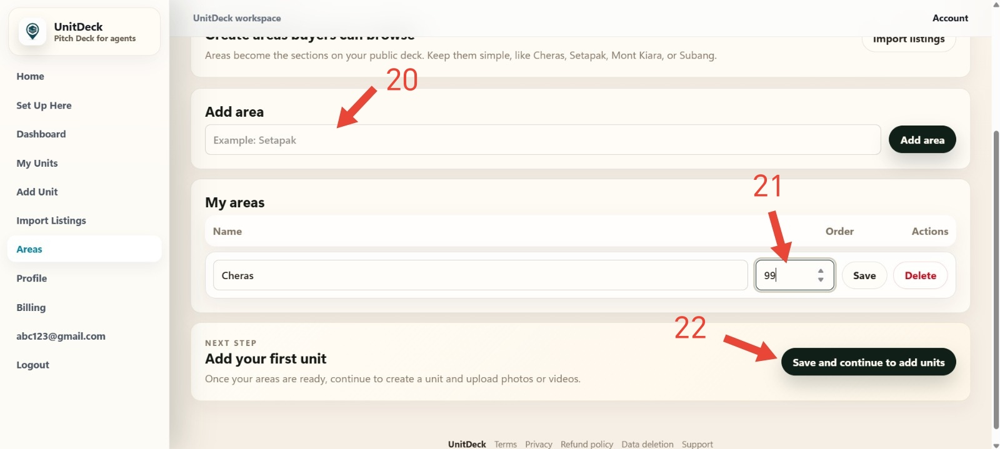 UnitDeck
Pitch Deck for agents
Home
Set Up Here
Dashboard
My Units
Add Unit
Import Listings
Areas
Profile
Billing
abc123@gmail.com
Logout
UnitDeck workspace
Account
Create areas buyers can browse
Import listings
Areas become the sections on your public deck. Keep them simple, like Cheras, Setapak, Mont Kiara, or Subang.
20
Add area
Example: Setapak
Add area
21
My areas
Name Order Actions
Cheras 99 Save Delete
22
NEXT STEP
Add your first unit
Once your areas are ready, continue to create a unit and upload photos or videos.
Save and continue to add units
UnitDeck Terms Privacy Refund policy Data deletion Support